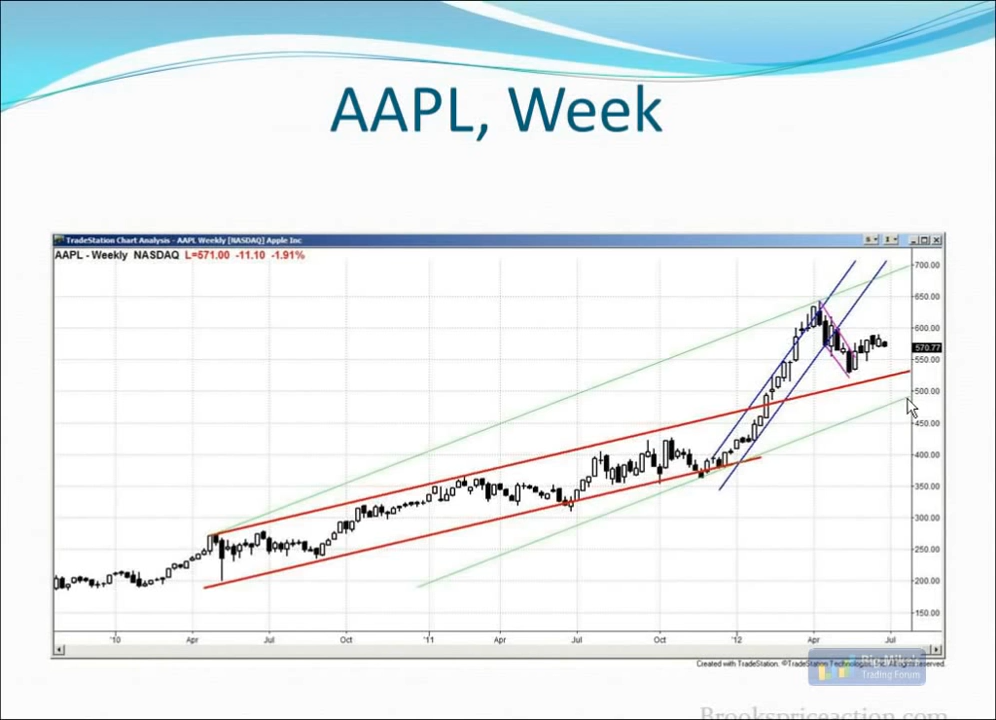 AAPL, Week
TradeStation Chart Analysis - AAPL Weekly [NASDAQ] Apple Inc
AAPL - Weekly NASDAQ L=571.00 -11.10 -1.91%
700.00
650.00
600.00
570.77
550.00
500.00
450.00
400.00
350.00
300.00
250.00
200.00
150.00
'10 Apr Jul Oct '11 Apr Jul Oct '12 Apr Jul
Created with TradeStation. ©TradeStation Technologies, Inc. All rights reserved.
Big Mike's
Trading Forum
Brookspriceaction.com